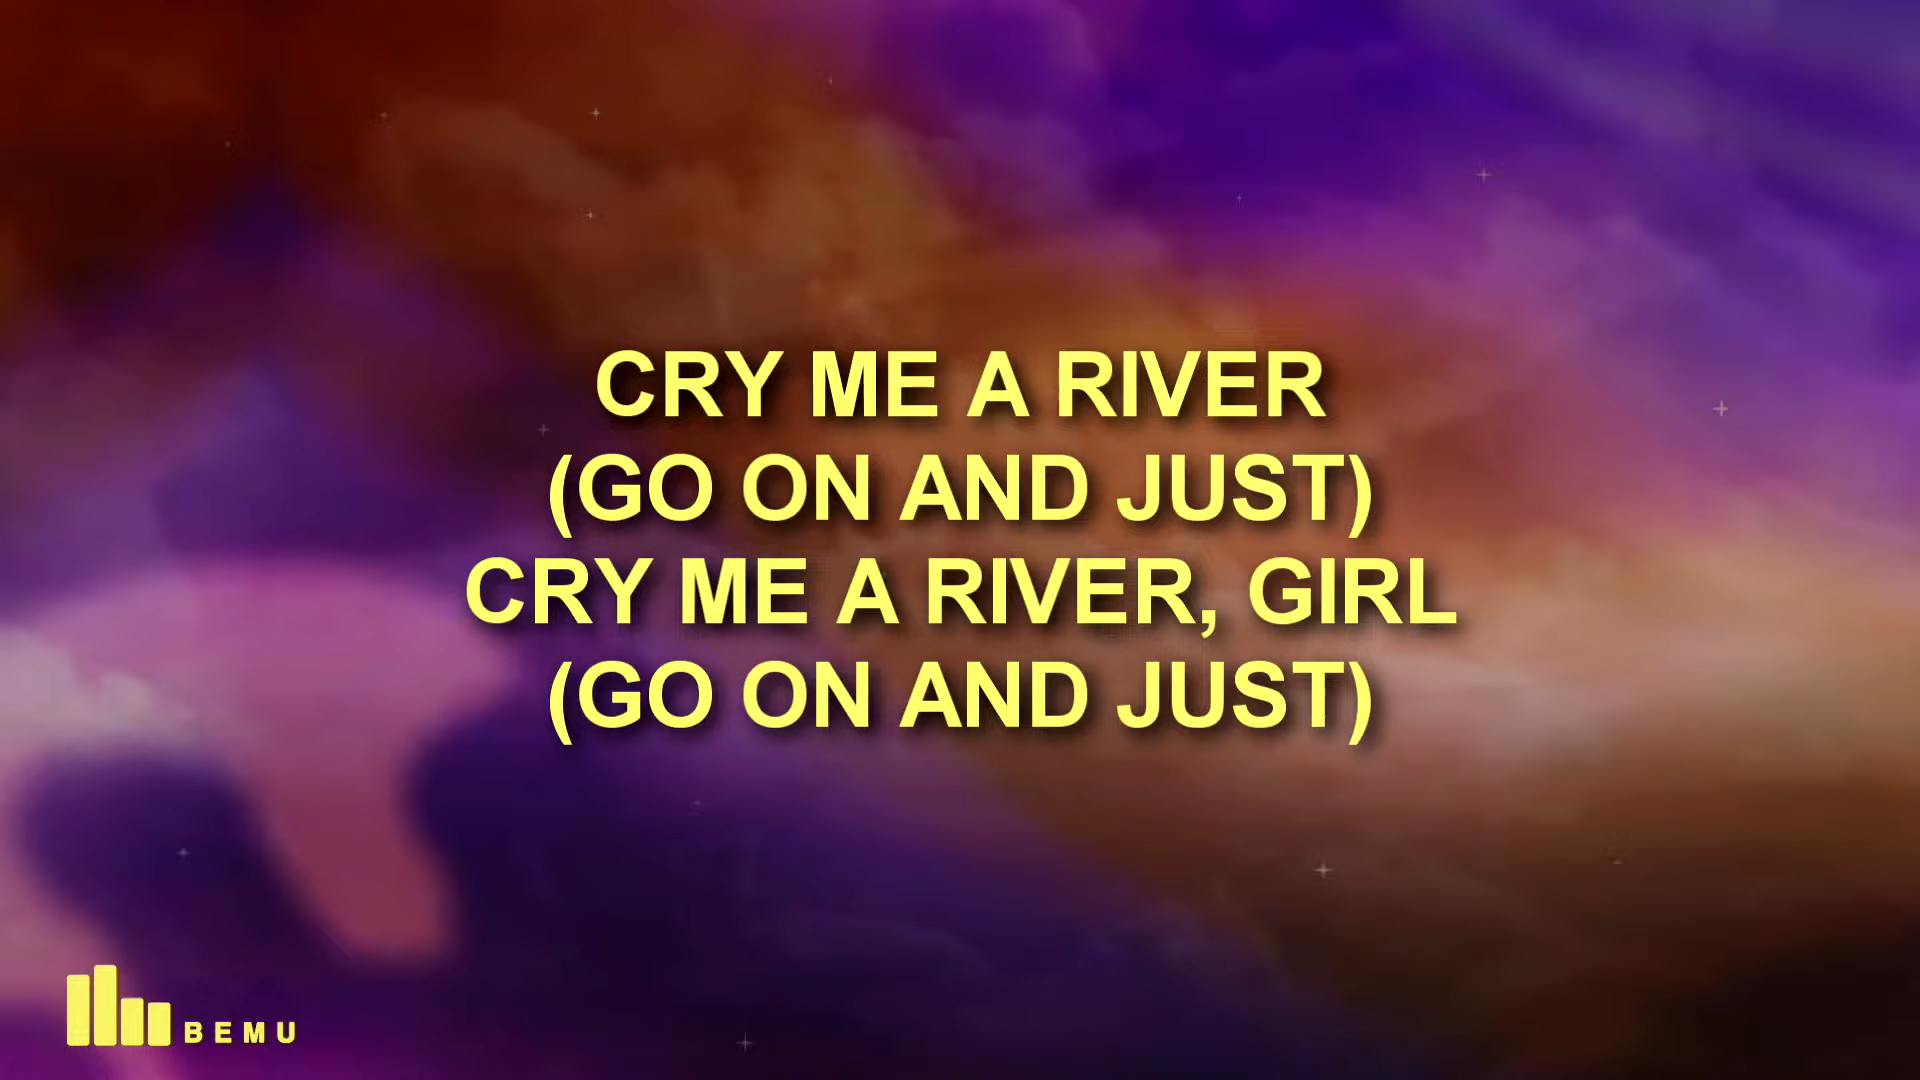 CRY ME A RIVER
(GO ON AND JUST)
CRY ME A RIVER, GIRL
(GO ON AND JUST)
BEMU